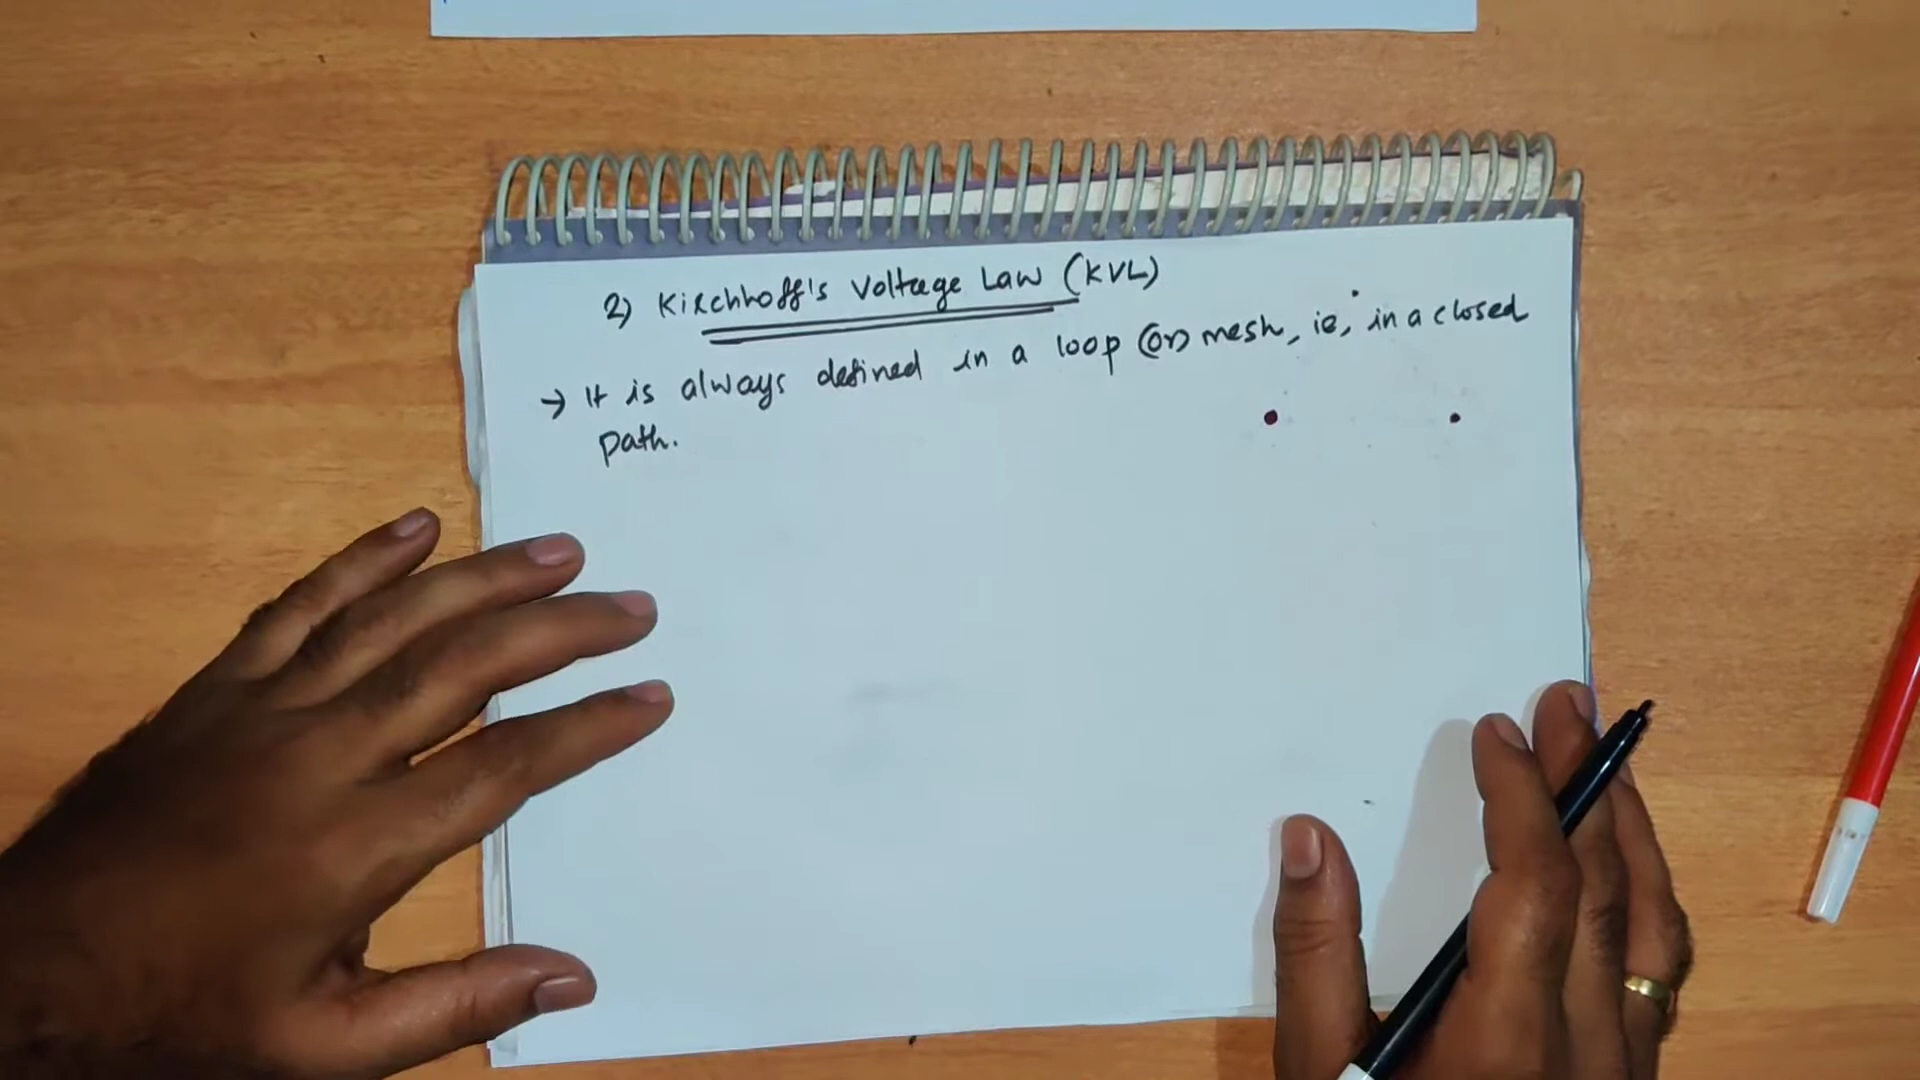 2) Kirchhoff's Voltage Law (KVL)
→ It is always defined in a loop (or) mesh, ie, in a closed
path.